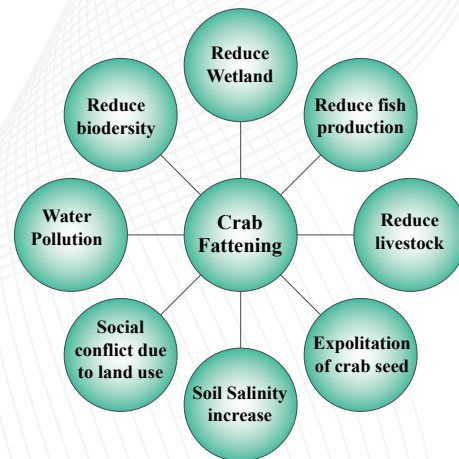 Reduce
Wetland
Reduce fish
production
Reduce
livestock
Expolitation
of crab seed
Soil Salinity
increase
Social
conflict due
to land use
Water
Pollution
Reduce
biodersity
Crab
Fattening